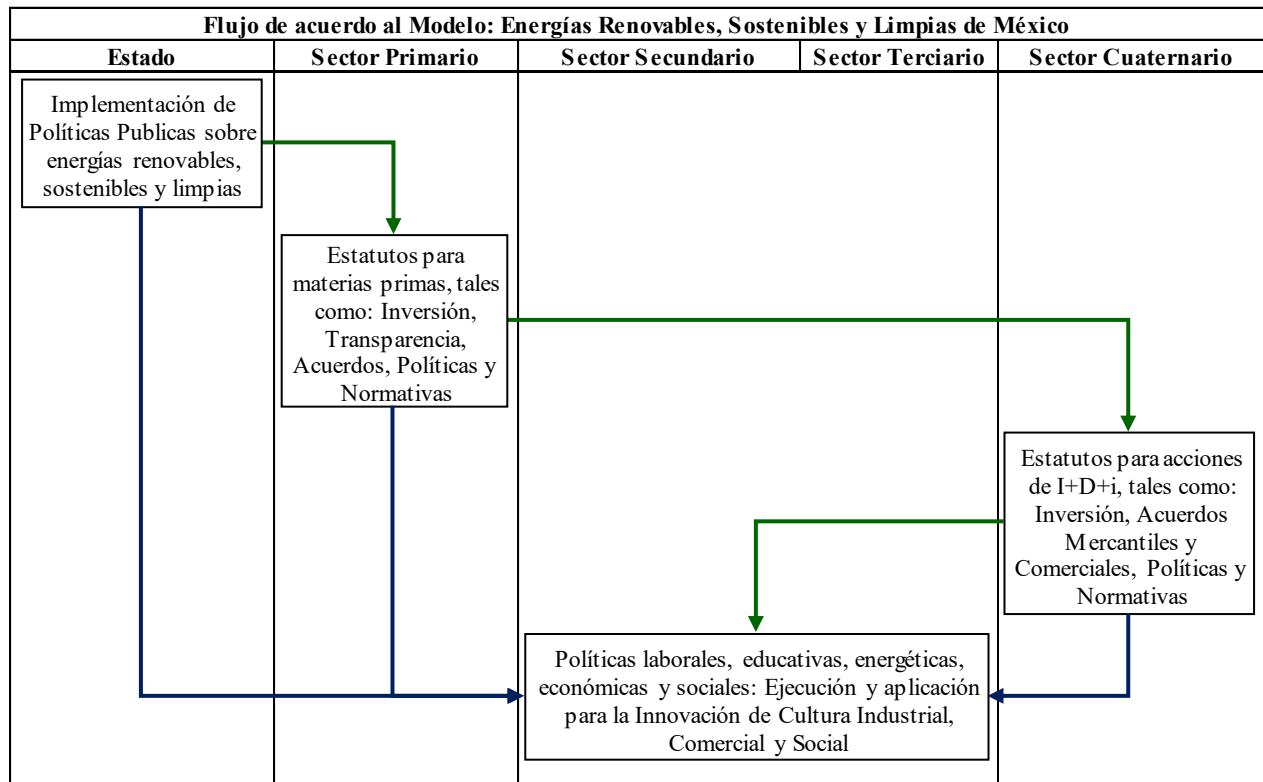 Flujo de acuerdo al Modelo: Energías Renovables, Sostenibles y Limpias de México
Estado
Sector Primario
Sector Secundario
Sector Terciario
Sector Cuaternario
Implementación de
Políticas Publicas sobre
energías renovables,
sostenibles y limpias
Estatutos para
materias primas, tales
como: Inversión,
Transparencia,
Acuerdos, Políticas y
Normativas
Estatutos para acciones
de I+D+i, tales como:
Inversión, Acuerdos
Mercantiles y
Comerciales, Políticas y
Normativas
Políticas laborales, educativas, energéticas,
económicas y sociales: Ejecución y aplicación
para la Innovación de Cultura Industrial,
Comercial y Social